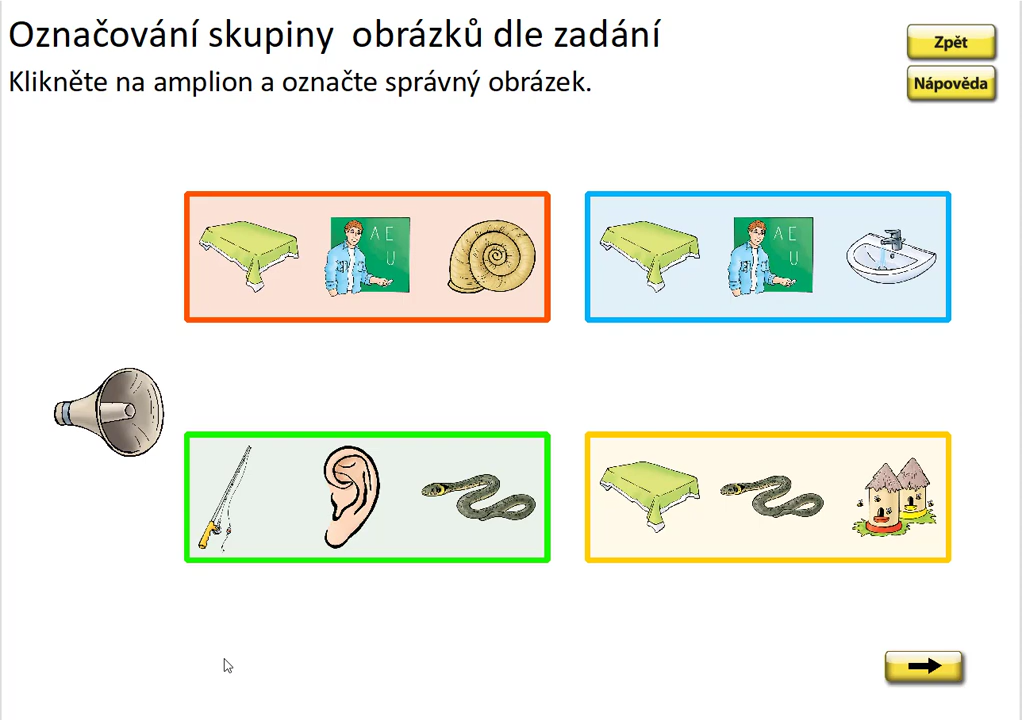 Označování skupiny  obrázků dle zadání
Klikněte na amplion a označte správný obrázek.
Zpět
Nápověda
A E
U
A E
U